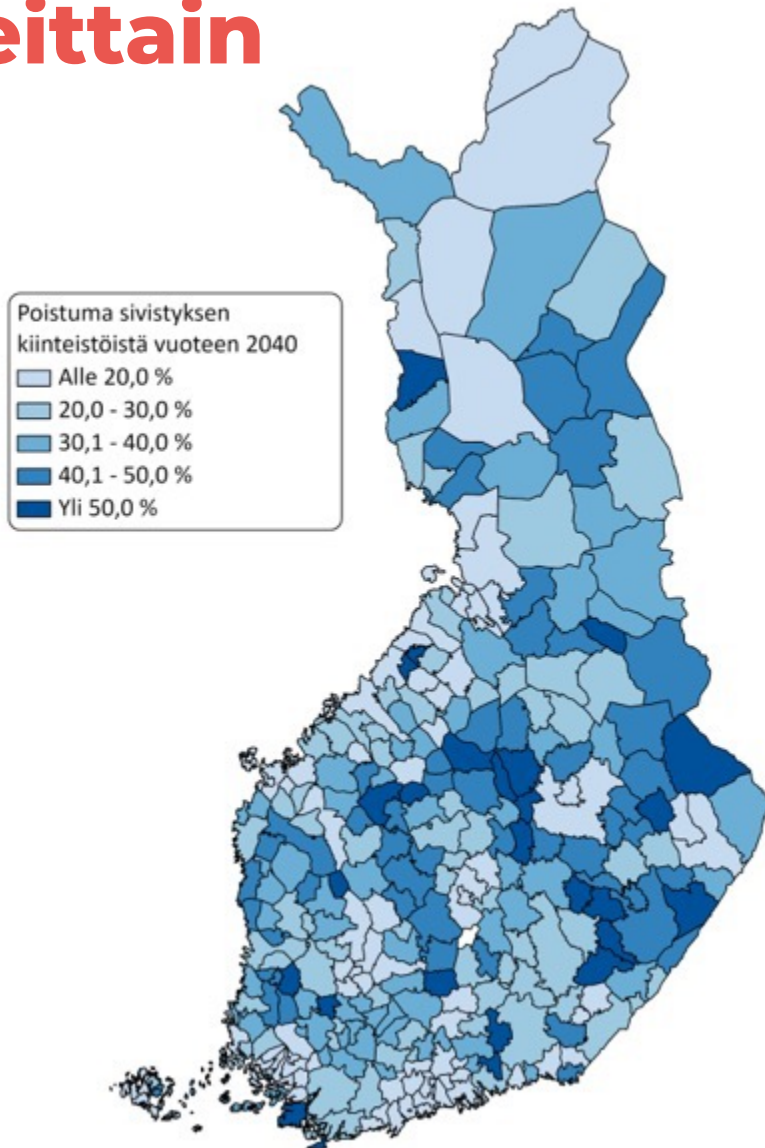 eittain
Poistuma sivistyksen
kiinteistöistä vuoteen 2040
Alle 20,0 %
20,0 - 30,0 %
30,1 - 40,0 %
40,1 - 50,0 %
Yli 50,0 %